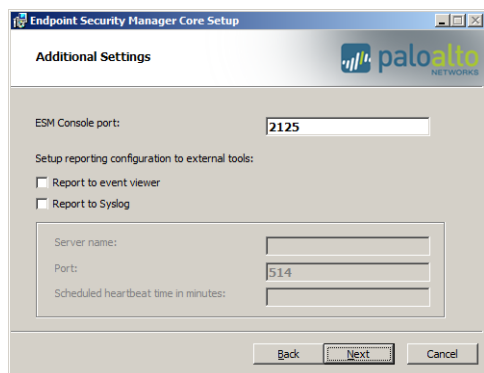 Endpoint Security Manager Core Setup
Additional Settings
paloalto
NETWORKS
ESM Console port:
2125
Setup reporting configuration to external tools:
Report to event viewer
Report to Syslog
Server name:
Port:
514
Scheduled heartbeat time in minutes:
Back
Next
Cancel